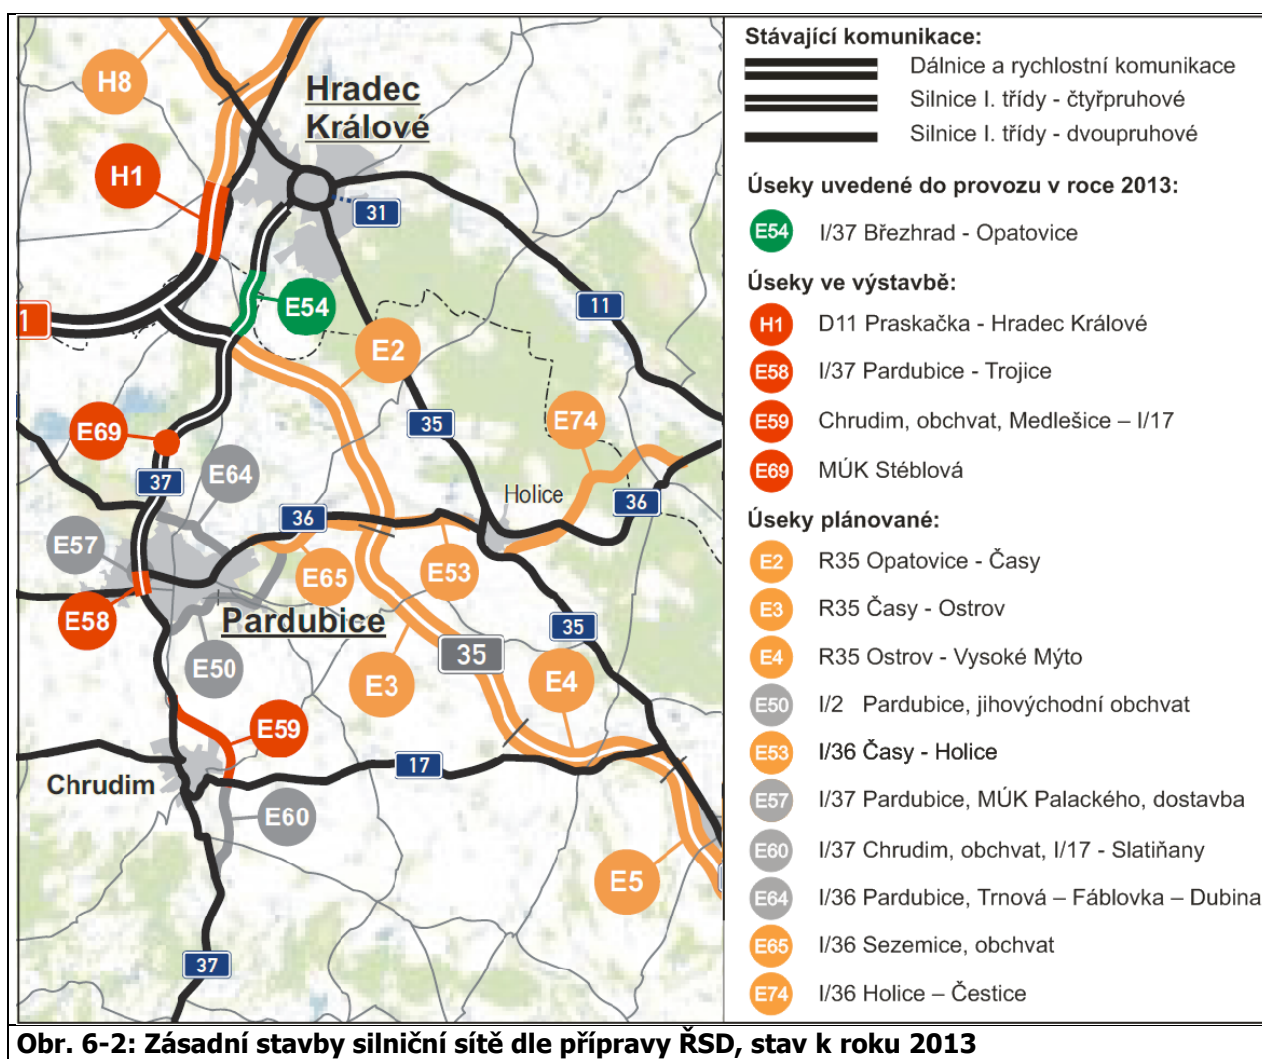 H8
Hradec
Králové
H1
31
11
1
E54
E2
35
E74
E69
37
E64
Holice
36
36
E57
E65
E53
E58
Pardubice
35
E50
35
E3
E4
E59
17
Chrudim
E60
E5
37
Stávající komunikace:
Dálnice a rychlostní komunikace
Silnice I. třídy - čtyřpruhové
Silnice I. třídy - dvoupruhové
Úseky uvedené do provozu v roce 2013:
E54 I/37 Březhrad - Opatovice
Úseky ve výstavbě:
H1 D11 Praskačka - Hradec Králové
E58 I/37 Pardubice - Trojice
E59 Chrudim, obchvat, Medlešice – I/17
E69 MÚK Stéblová
Úseky plánované:
E2 R35 Opatovice - Časy
E3 R35 Časy - Ostrov
E4 R35 Ostrov - Vysoké Mýto
E50 I/2 Pardubice, jihovýchodní obchvat
E53 I/36 Časy - Holice
E57 I/37 Pardubice, MÚK Palackého, dostavba
E60 I/37 Chrudim, obchvat, I/17 - Slatiňany
E64 I/36 Pardubice, Trnová – Fáblovka – Dubina
E65 I/36 Sezemice, obchvat
E74 I/36 Holice – Čestice
Obr. 6-2: Zásadní stavby silniční sítě dle přípravy ŘSD, stav k roku 2013